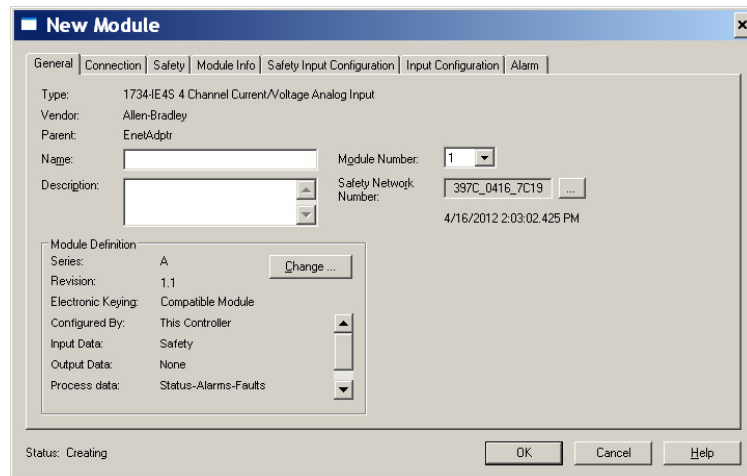 New Module
General Connection Safety Module Info Safety Input Configuration Input Configuration Alarm
Type: 1734-IE4S 4 Channel Current/Voltage Analog Input
Vendor: Allen-Bradley
Parent: EnetAdptr
Name: Module Number: 1
Description: Safety Network Number: 397C_0416_7C19 ...
4/16/2012 2:03:02.425 PM
Module Definition
Series: A Change ...
Revision: 1.1
Electronic Keying: Compatible Module
Configured By: This Controller
Input Data: Safety
Output Data: None
Process data: Status-Alarms-Faults
Status: Creating OK Cancel Help